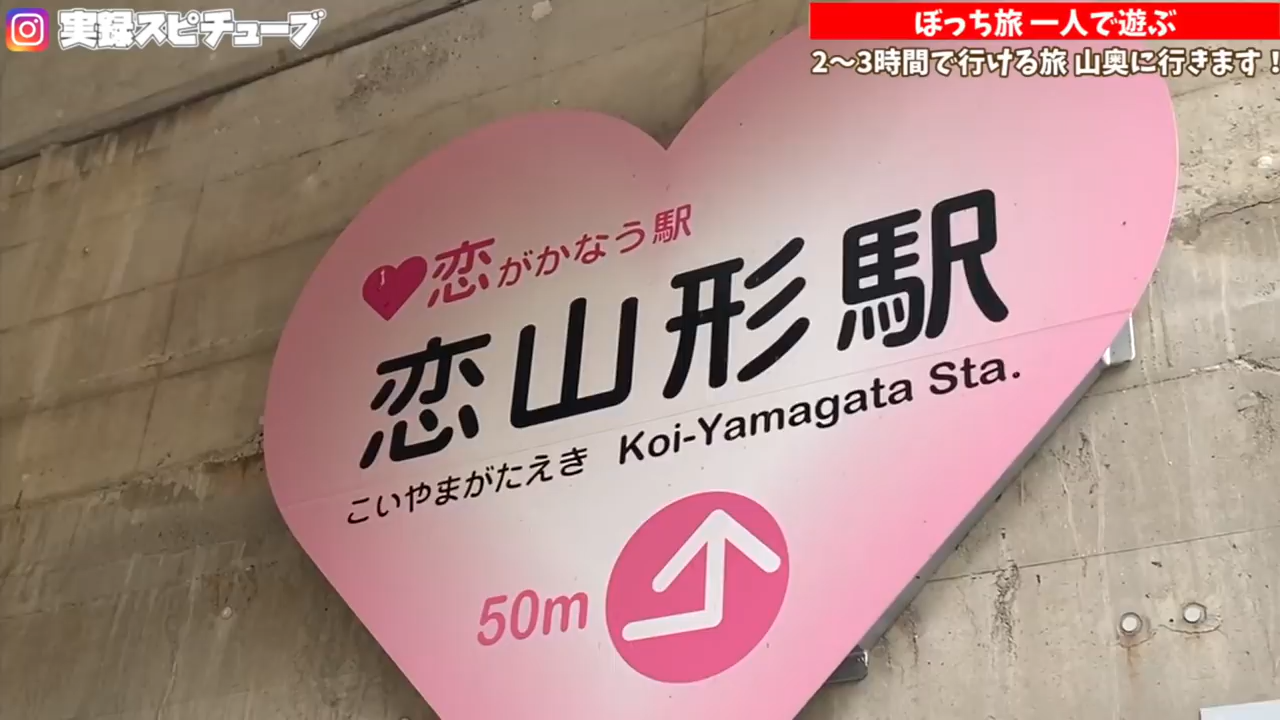 実録スピチューブ
ぼっち旅 一人で遊ぶ
2〜3時間で行ける旅 山奥に行きます！
恋がかなう駅
恋山形駅
こいやまがたえき Koi-Yamagata Sta.
50m